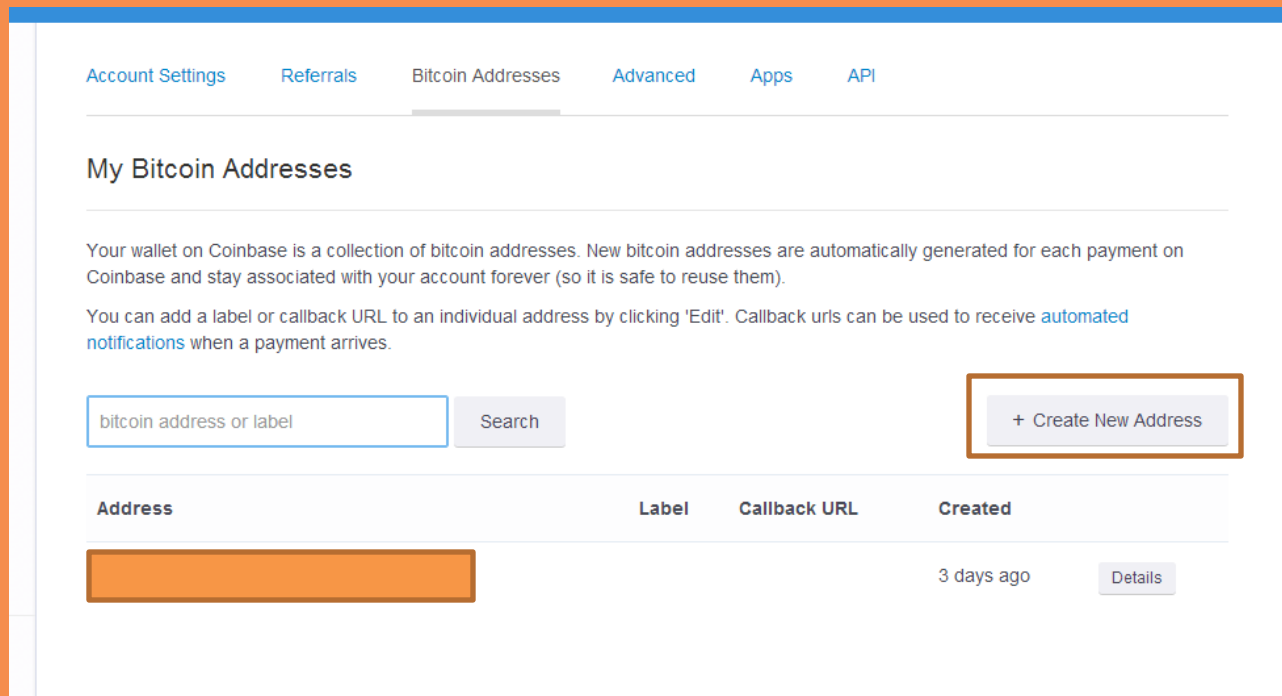 Account Settings Referrals Bitcoin Addresses Advanced Apps API
My Bitcoin Addresses
Your wallet on Coinbase is a collection of bitcoin addresses. New bitcoin addresses are automatically generated for each payment on
Coinbase and stay associated with your account forever (so it is safe to reuse them).
You can add a label or callback URL to an individual address by clicking 'Edit'. Callback urls can be used to receive automated
notifications when a payment arrives.
bitcoin address or label Search + Create New Address
Address Label Callback URL Created
3 days ago Details